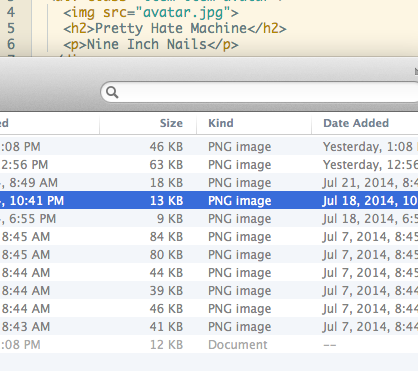 4 <img src="avatar.jpg">
5 <h2>Pretty Hate Machine</h2>
6 <p>Nine Inch Nails</p>
7
ed Size Kind Date Added
:08 PM 46 KB PNG image Yesterday, 1:08
2:56 PM 63 KB PNG image Yesterday, 12:56
, 8:49 AM 18 KB PNG image Jul 21, 2014, 8:4
, 10:41 PM 13 KB PNG image Jul 18, 2014, 10
, 6:55 PM 9 KB PNG image Jul 18, 2014, 6:5
8:45 AM 84 KB PNG image Jul 7, 2014, 8:45
8:45 AM 80 KB PNG image Jul 7, 2014, 8:45
8:44 AM 44 KB PNG image Jul 7, 2014, 8:44
8:44 AM 39 KB PNG image Jul 7, 2014, 8:44
8:44 AM 46 KB PNG image Jul 7, 2014, 8:44
8:43 AM 41 KB PNG image Jul 7, 2014, 8:44
:08 PM 12 KB Document --